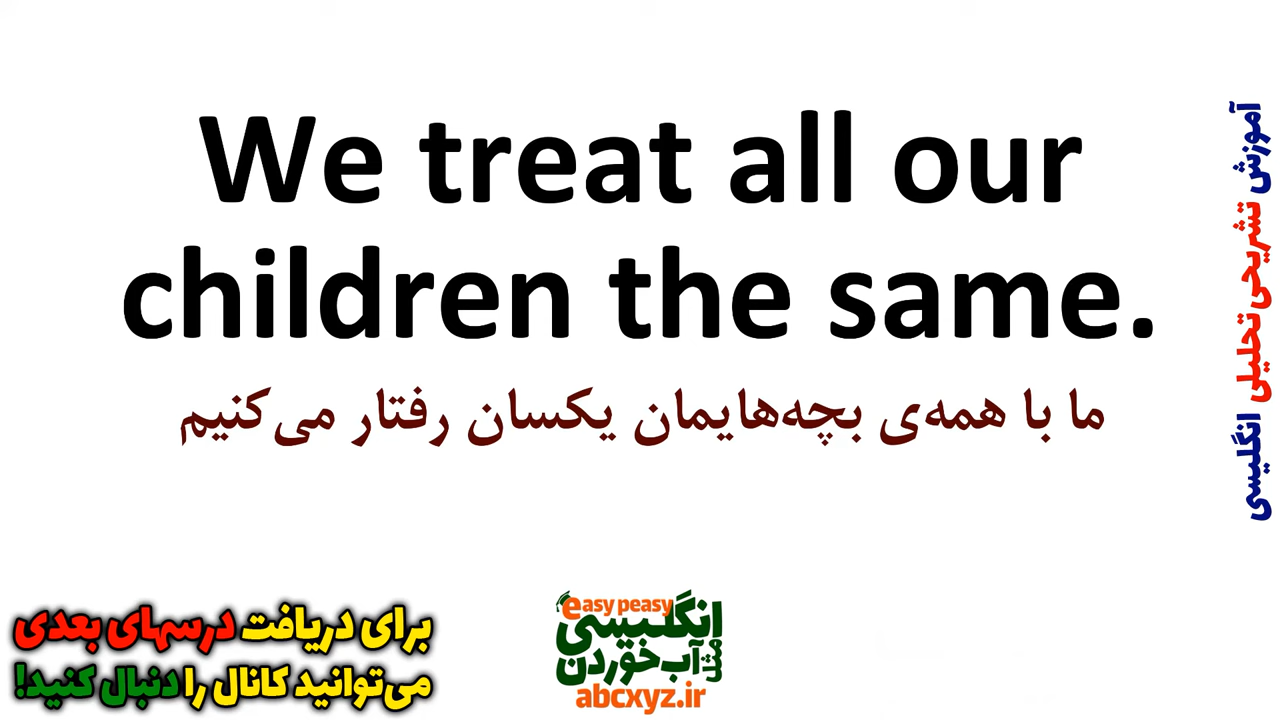 We treat all our
children the same.
ما با همه‌ی بچه‌هایمان یکسان رفتار می‌کنیم
آموزش تشریحی تحلیلی انگلیسی
برای دریافت درسهای بعدی
می‌توانید کانال را دنبال کنید!
easy peasy
انگلیسی
مثل آب خوردن
abcxyz.ir